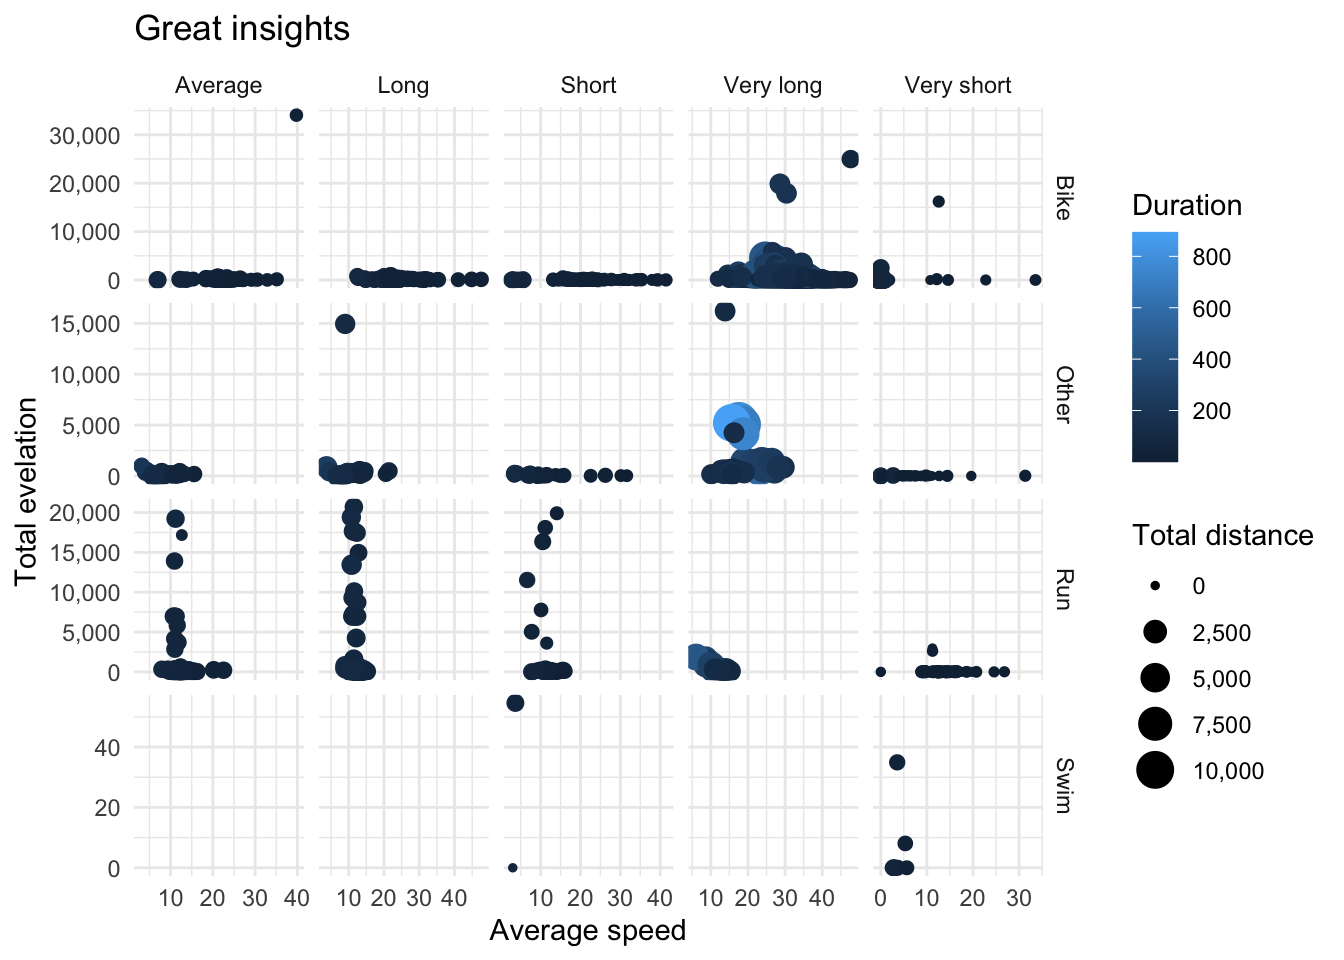 Great insights
Average Long Short Very long Very short
30,000
20,000
10,000
0
Bike
15,000
10,000
5,000
0
Other
20,000
15,000
10,000
5,000
0
Run
40
20
0
Swim
10 20 30 40 10 20 30 40 10 20 30 40 10 20 30 40 0 10 20 30
Average speed
Total evelation
Duration
800
600
400
200
Total distance
0
2,500
5,000
7,500
10,000